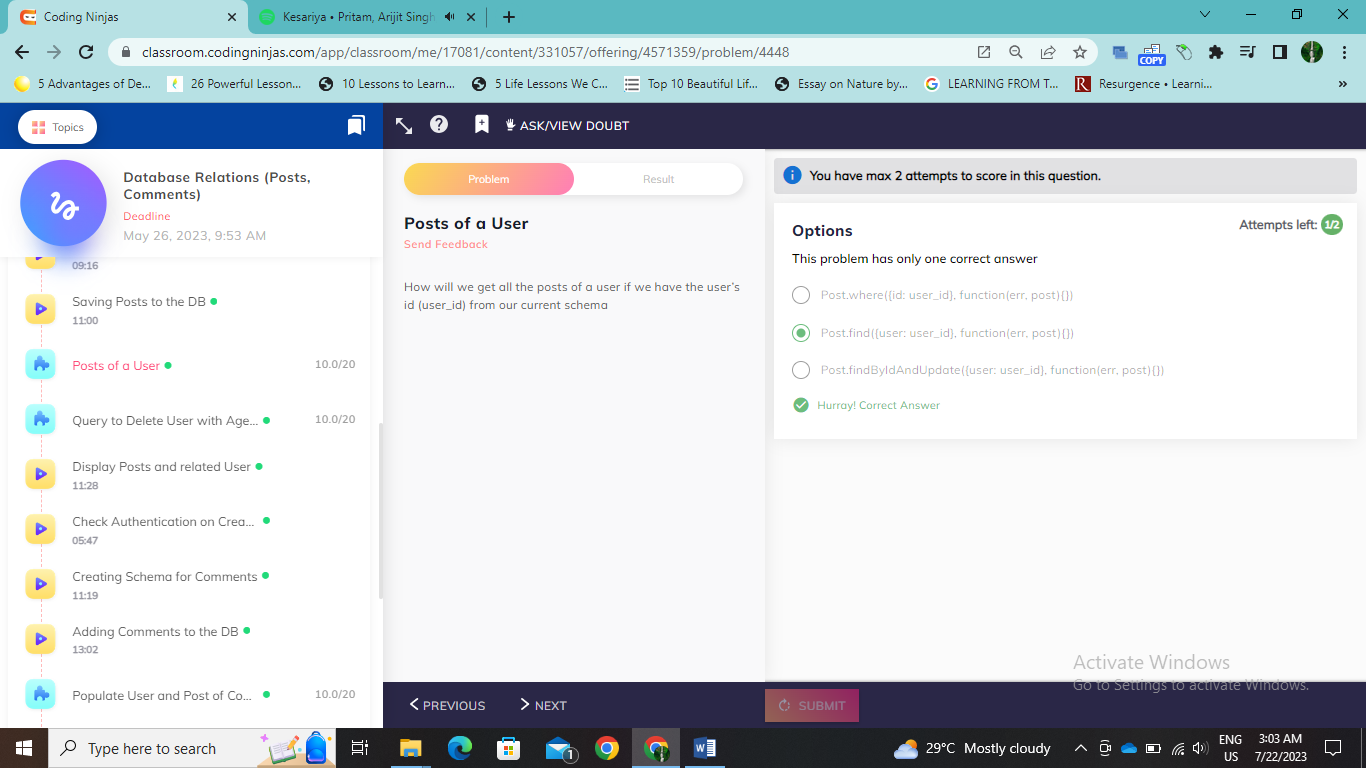 Coding Ninjas
Kesariya • Pritam, Arijit Singh
classroom.codingninjas.com/app/classroom/me/17081/content/331057/offering/4571359/problem/4448
COPY
5 Advantages of De...
26 Powerful Lesson...
10 Lessons to Learn...
5 Life Lessons We C...
Top 10 Beautiful Lif...
Essay on Nature by...
LEARNING FROM T...
Resurgence • Learni...
Topics
ASK/VIEW DOUBT
Database Relations (Posts,
Comments)
Deadline
May 26, 2023, 9:53 AM
09:16
Saving Posts to the DB
11:00
Posts of a User
10.0/20
Query to Delete User with Age...
10.0/20
Display Posts and related User
11:28
Check Authentication on Crea...
05:47
Creating Schema for Comments
11:19
Adding Comments to the DB
13:02
Populate User and Post of Co...
10.0/20
Problem
Result
Posts of a User
Send Feedback
How will we get all the posts of a user if we have the user's
id (user_id) from our current schema
You have max 2 attempts to score in this question.
Options
Attempts left: 1/2
This problem has only one correct answer
Post.where({id: user_id}, function(err, post){})
Post.find({user: user_id}, function(err, post){})
Post.findByIdAndUpdate({user: user_id}, function(err, post){})
Hurray! Correct Answer
Activate Windows
Go to Settings to activate Windows.
PREVIOUS
NEXT
SUBMIT
Type here to search
1
29°C Mostly cloudy
ENG
US
3:03 AM
7/22/2023